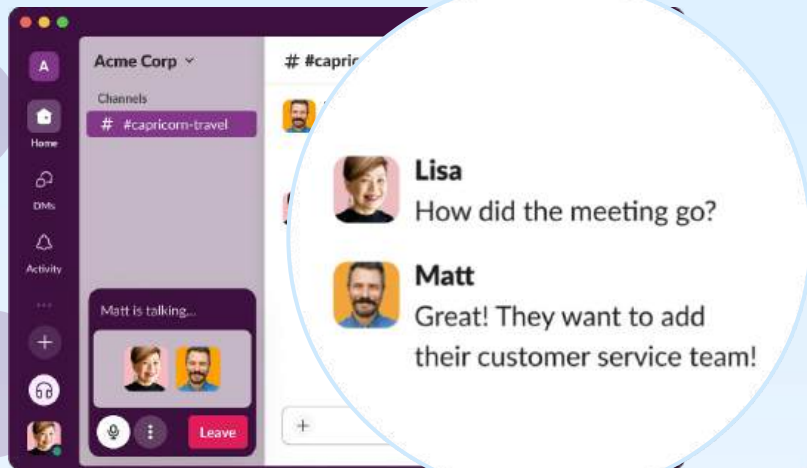 A
Home
DMs
Activity
Acme Corp
Channels
# #capricorn-travel
Matt is talking...
Leave
# #capric
Lisa
How did the meeting go?
Matt
Great! They want to add
their customer service team!